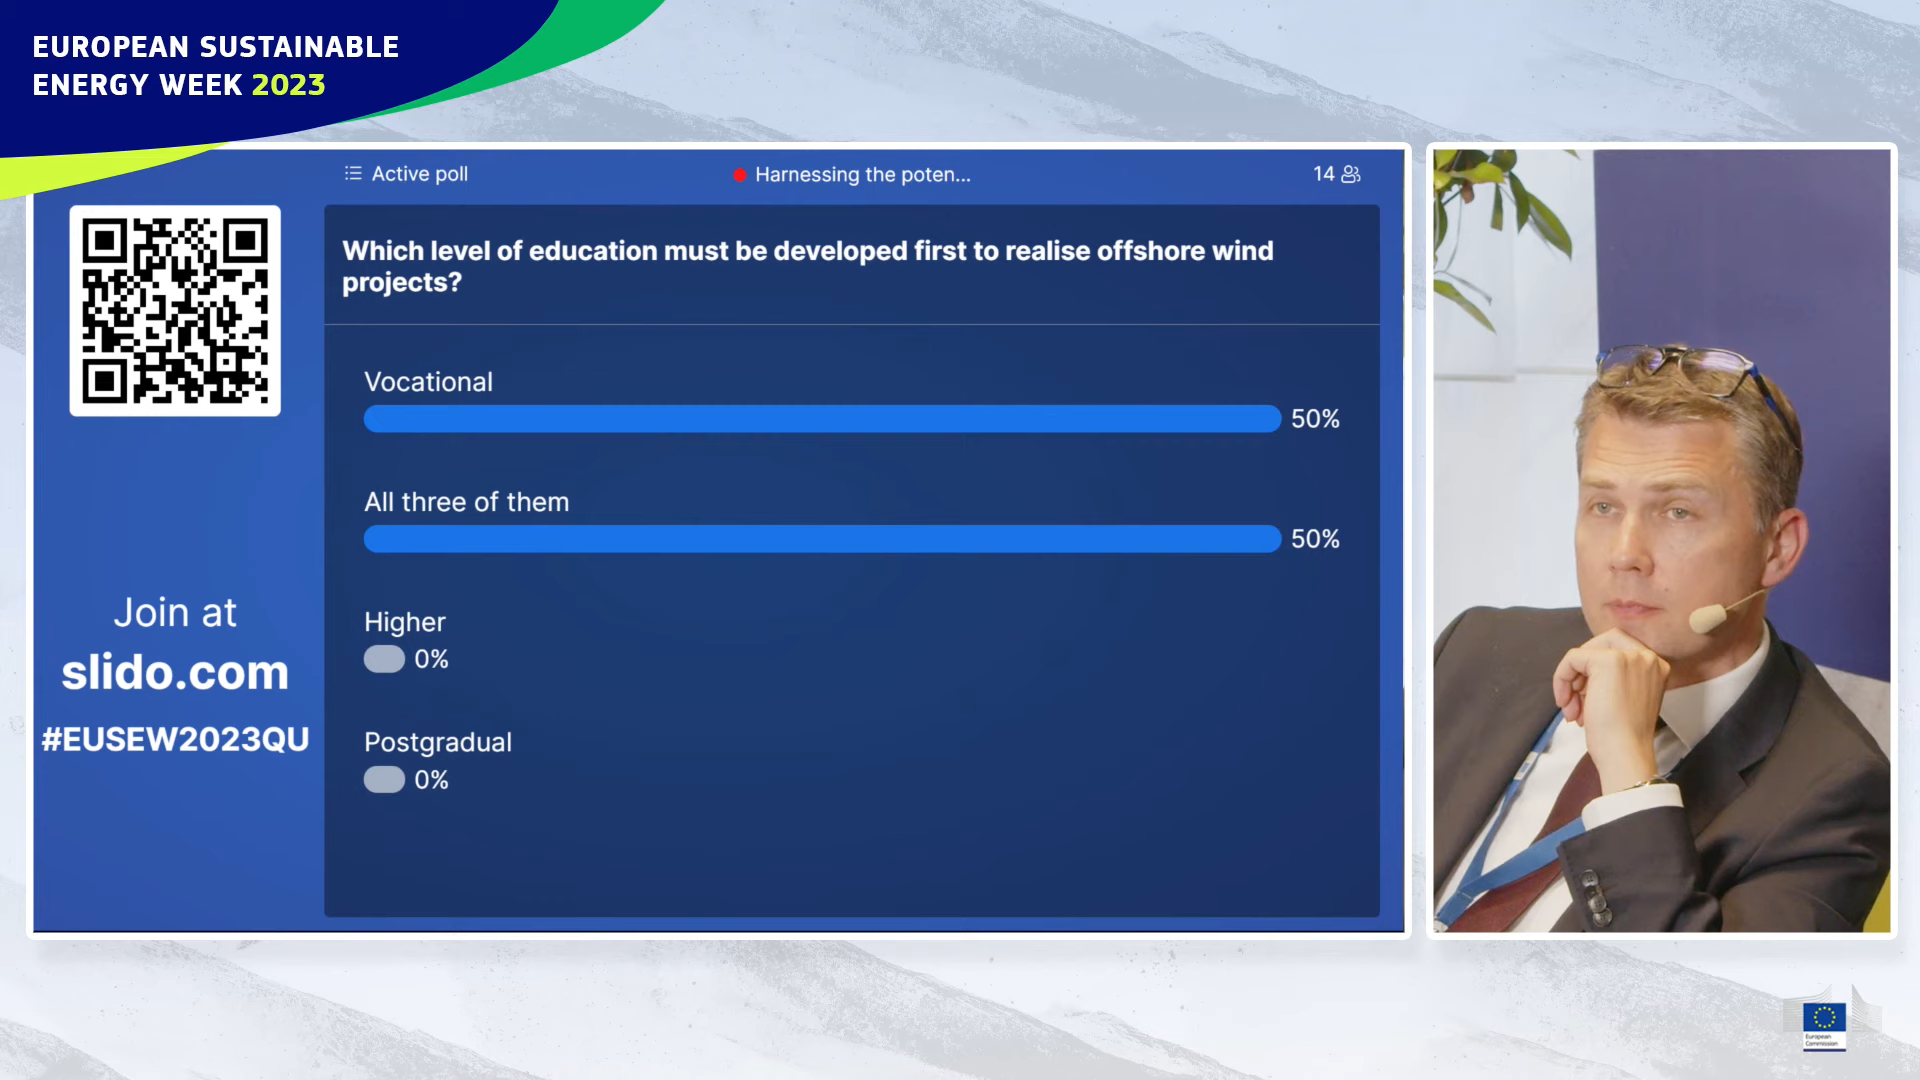 EUROPEAN SUSTAINABLE
ENERGY WEEK 2023
Active poll
Harnessing the poten...
14
Which level of education must be developed first to realise offshore wind
projects?
Vocational
50%
All three of them
50%
Higher
0%
Postgradual
0%
Join at
slido.com
#EUSEW2023QU
European
Commission